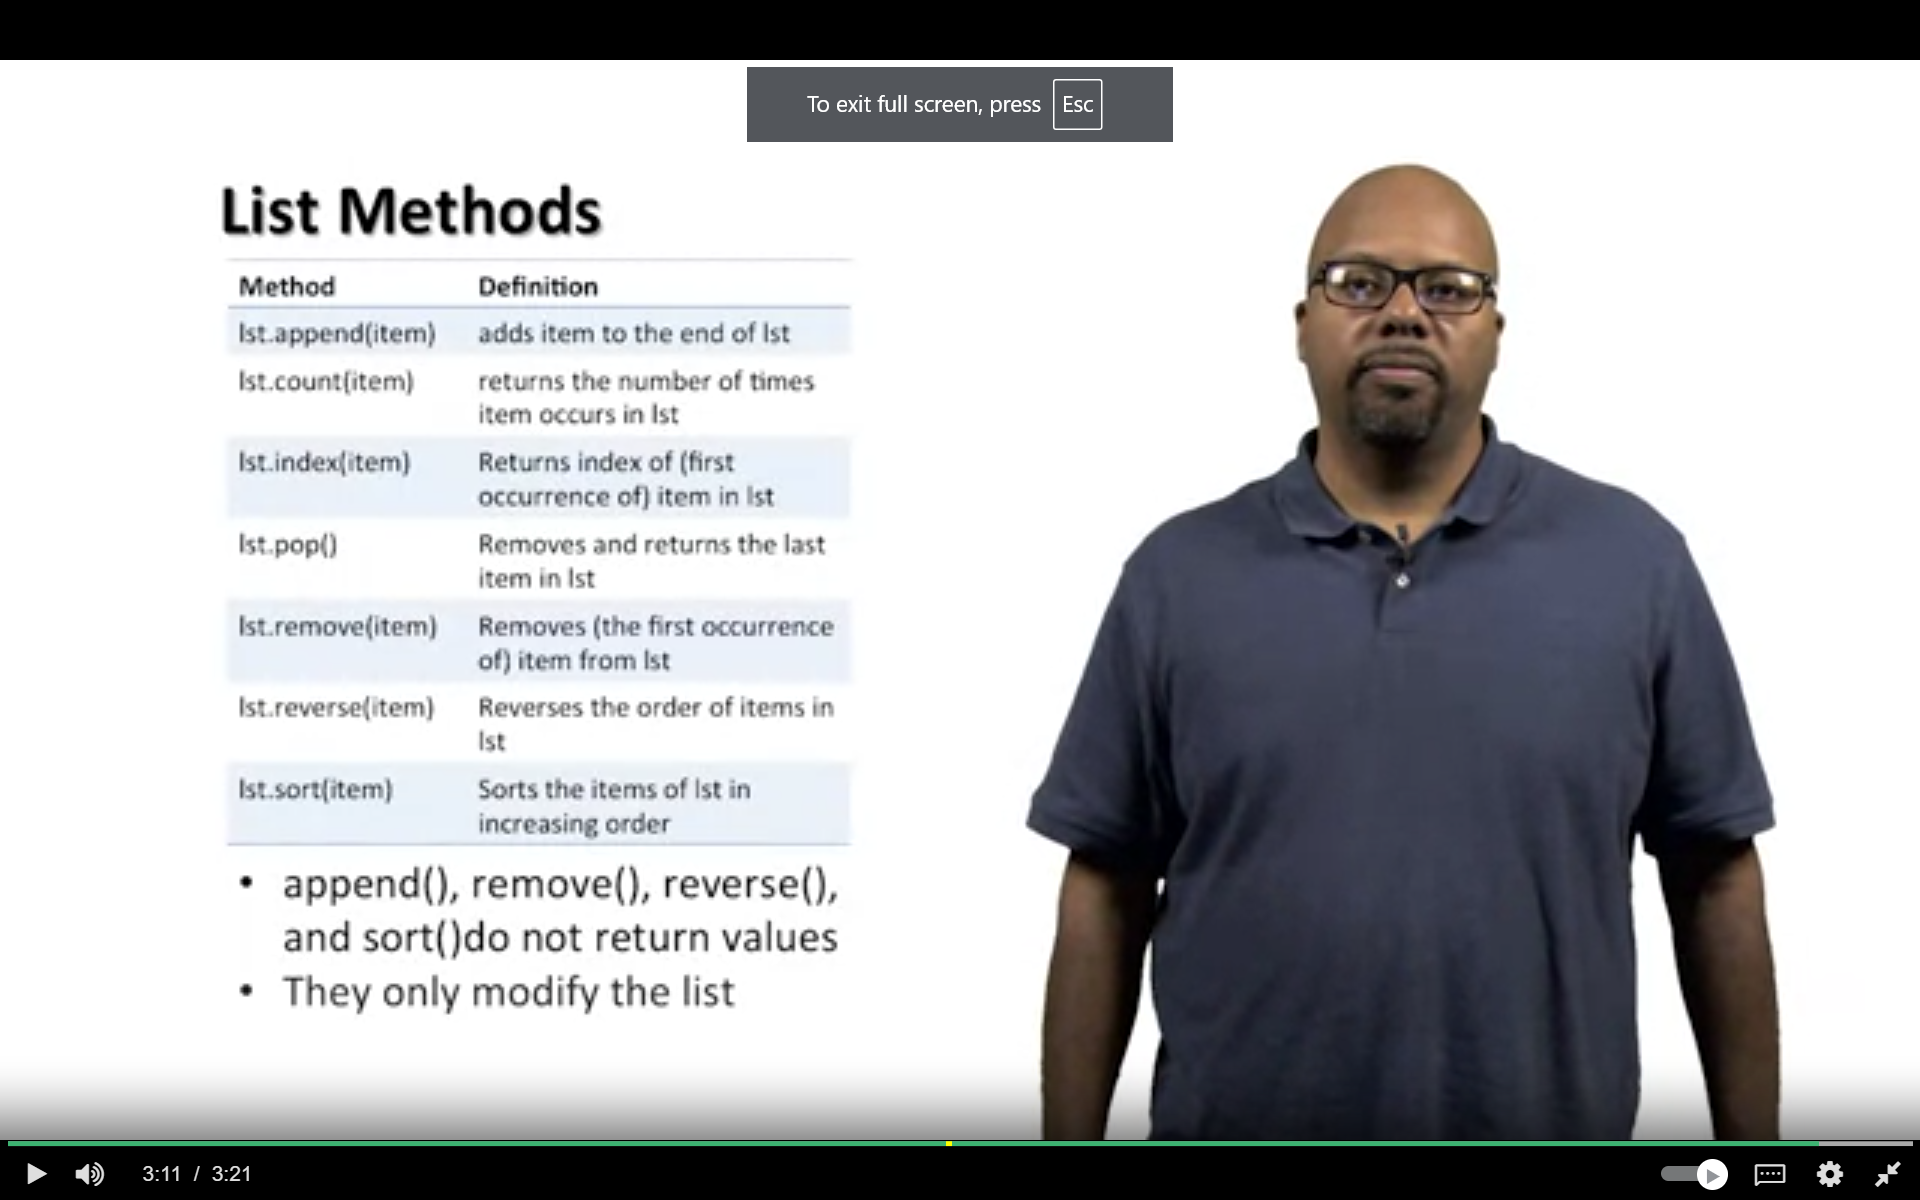 To exit full screen, press Esc
List Methods
Method Definition
lst.append(item) adds item to the end of lst
lst.count(item) returns the number of times
item occurs in lst
lst.index(item) Returns index of (first
occurrence of) item in lst
lst.pop() Removes and returns the last
item in lst
lst.remove(item) Removes (the first occurrence
of) item from lst
lst.reverse(item) Reverses the order of items in
lst
lst.sort(item) Sorts the items of lst in
increasing order
• append(), remove(), reverse(),
and sort()do not return values
• They only modify the list
3:11 / 3:21